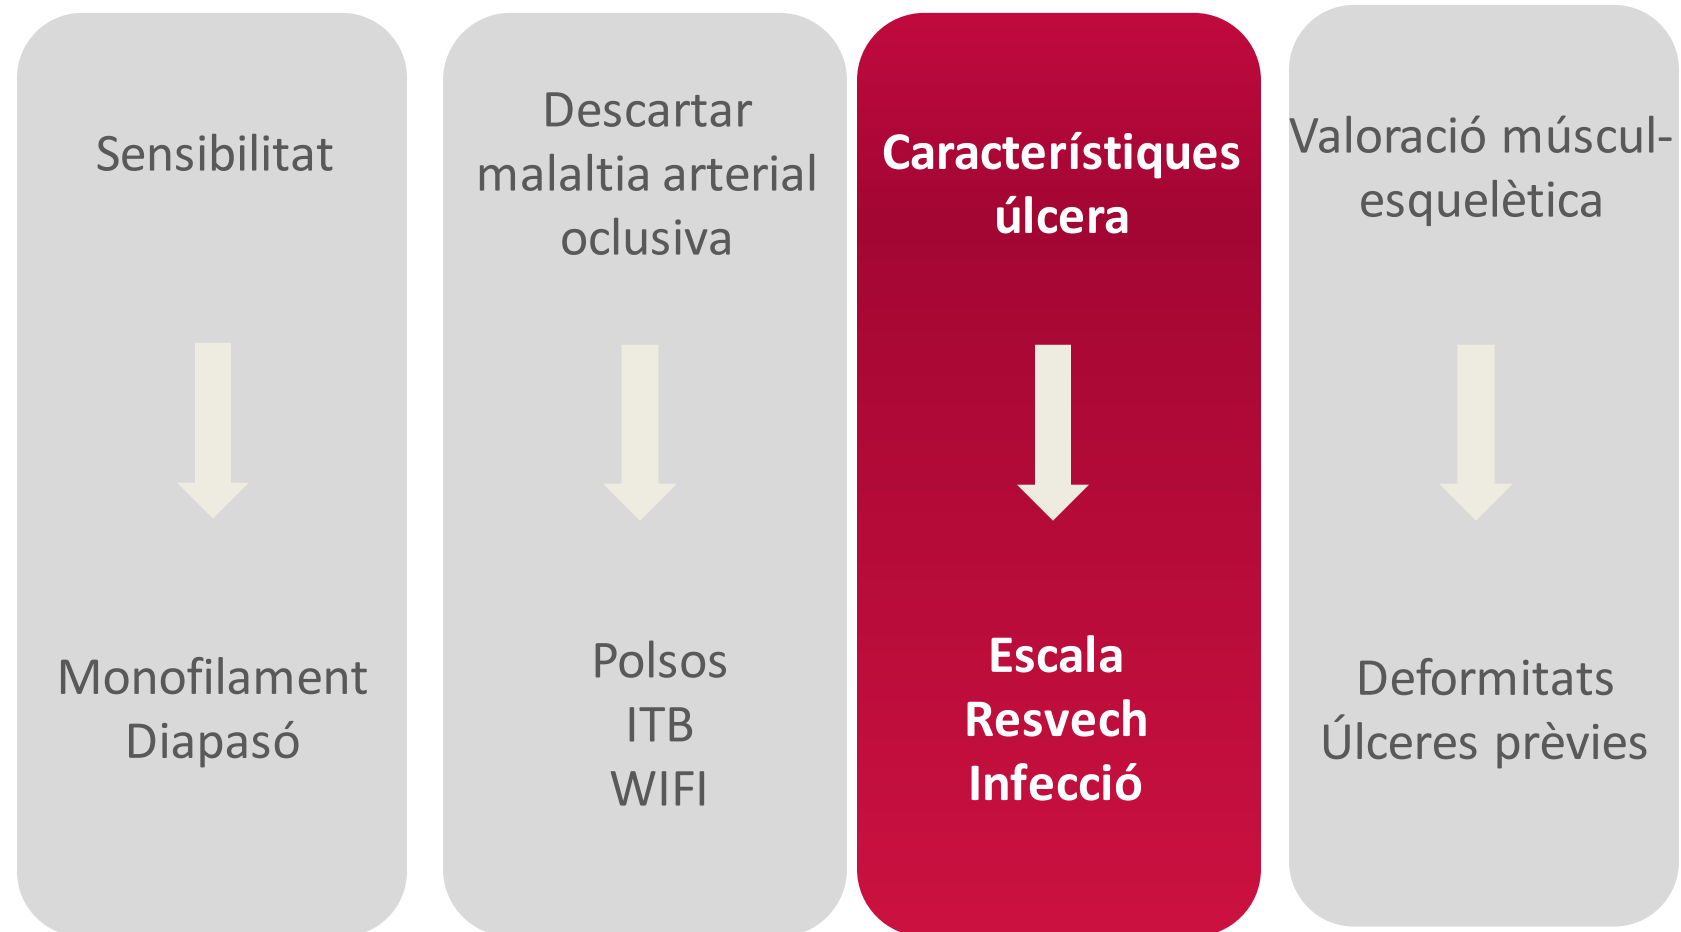 Sensibilitat
Monofilament
Diapasó
Descartar
malaltia arterial
oclusiva
Polsos
ITB
WIFI
Característiques
úlcera
Escala
Resvech
Infecció
Valoració múscul-
esquelètica
Deformitats
Úlceres prèvies